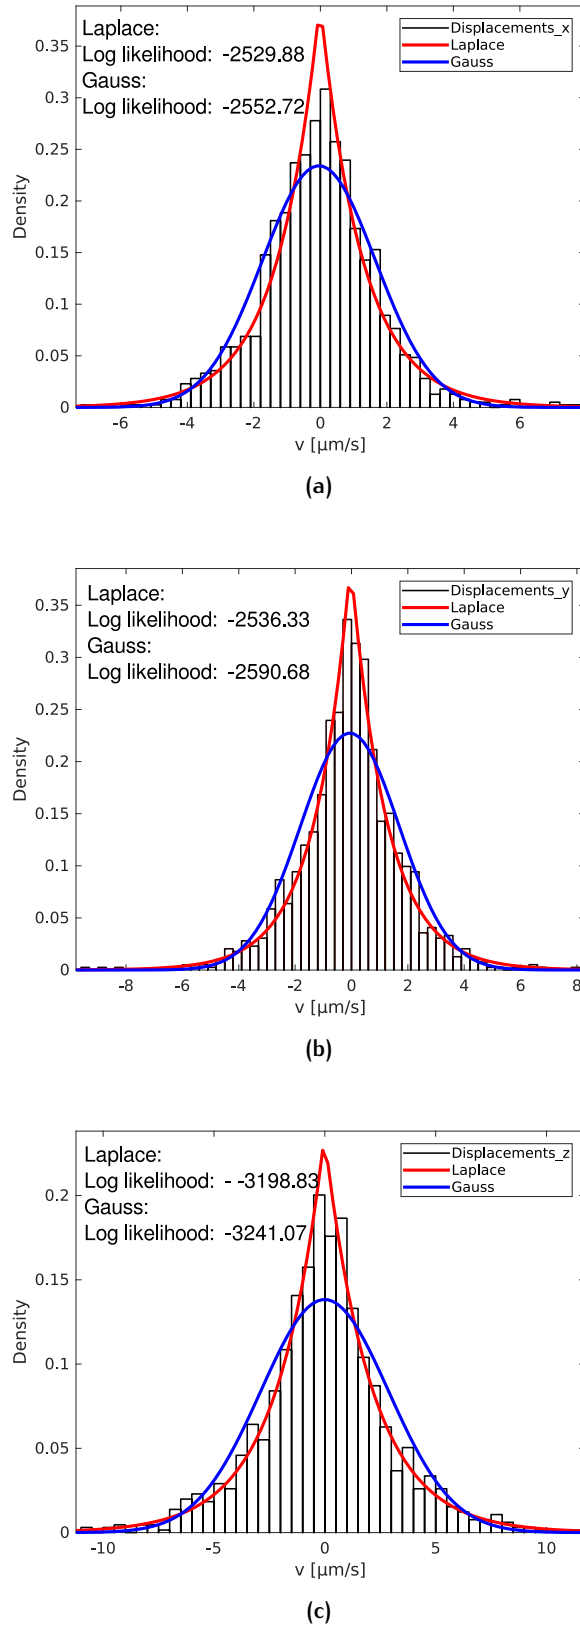 Laplace:
Log likelihood: -2529.88
Gauss:
Log likelihood: -2552.72
Displacements_x
Laplace
Gauss
Density
0.35
0.3
0.25
0.2
0.15
0.1
0.05
0
-6 -4 -2 0 2 4 6
v [µm/s]
(a)
Laplace:
Log likelihood: -2536.33
Gauss:
Log likelihood: -2590.68
Displacements_y
Laplace
Gauss
Density
0.35
0.3
0.25
0.2
0.15
0.1
0.05
0
-8 -6 -4 -2 0 2 4 6 8
v [µm/s]
(b)
Laplace:
Log likelihood: - -3198.83
Gauss:
Log likelihood: -3241.07
Displacements_z
Laplace
Gauss
Density
0.2
0.15
0.1
0.05
0
-10 -5 0 5 10
v [µm/s]
(c)